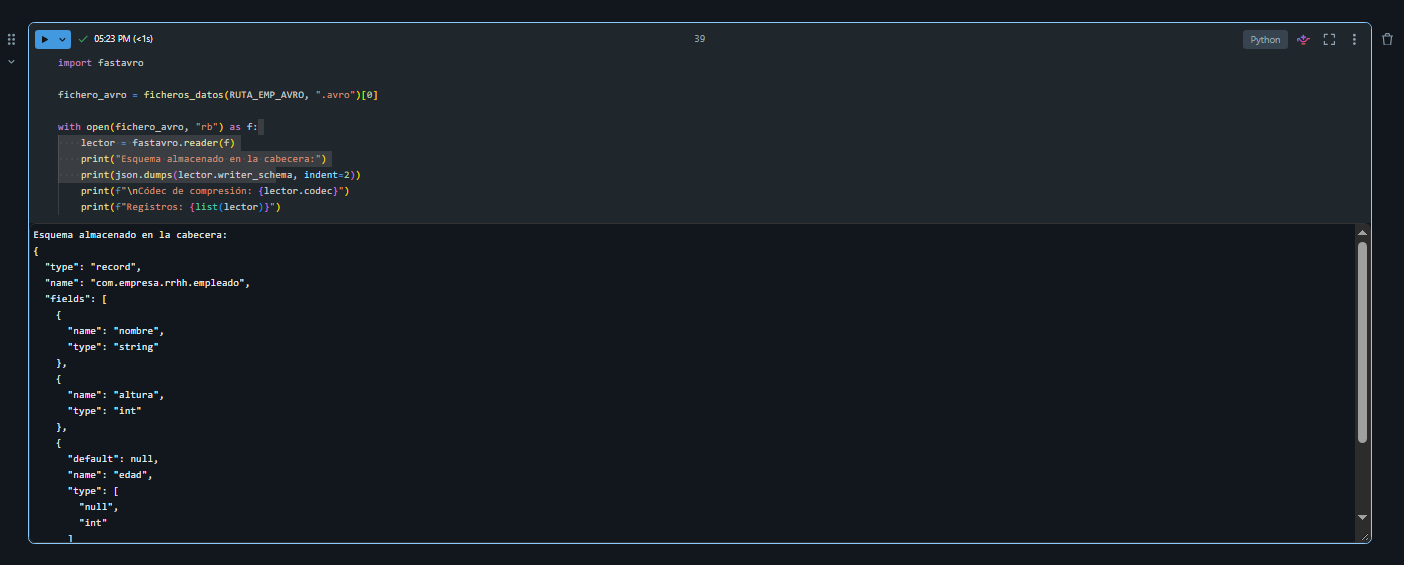 05:23 PM (<1s)
39
Python
import fastavro
fichero_avro = ficheros_datos(RUTA_EMP_AVRO, ".avro")[0]
with open(fichero_avro, "rb") as f:
lector = fastavro.reader(f)
print("Esquema almacenado en la cabecera:")
print(json.dumps(lector.writer_schema, indent=2))
print(f"\nCódec de compresión: {lector.codec}")
print(f"Registros: {list(lector)}")
Esquema almacenado en la cabecera:
{
"type": "record",
"name": "com.empresa.rrhh.empleado",
"fields": [
{
"name": "nombre",
"type": "string"
},
{
"name": "altura",
"type": "int"
},
{
"default": null,
"name": "edad",
"type": [
"null",
"int"
]